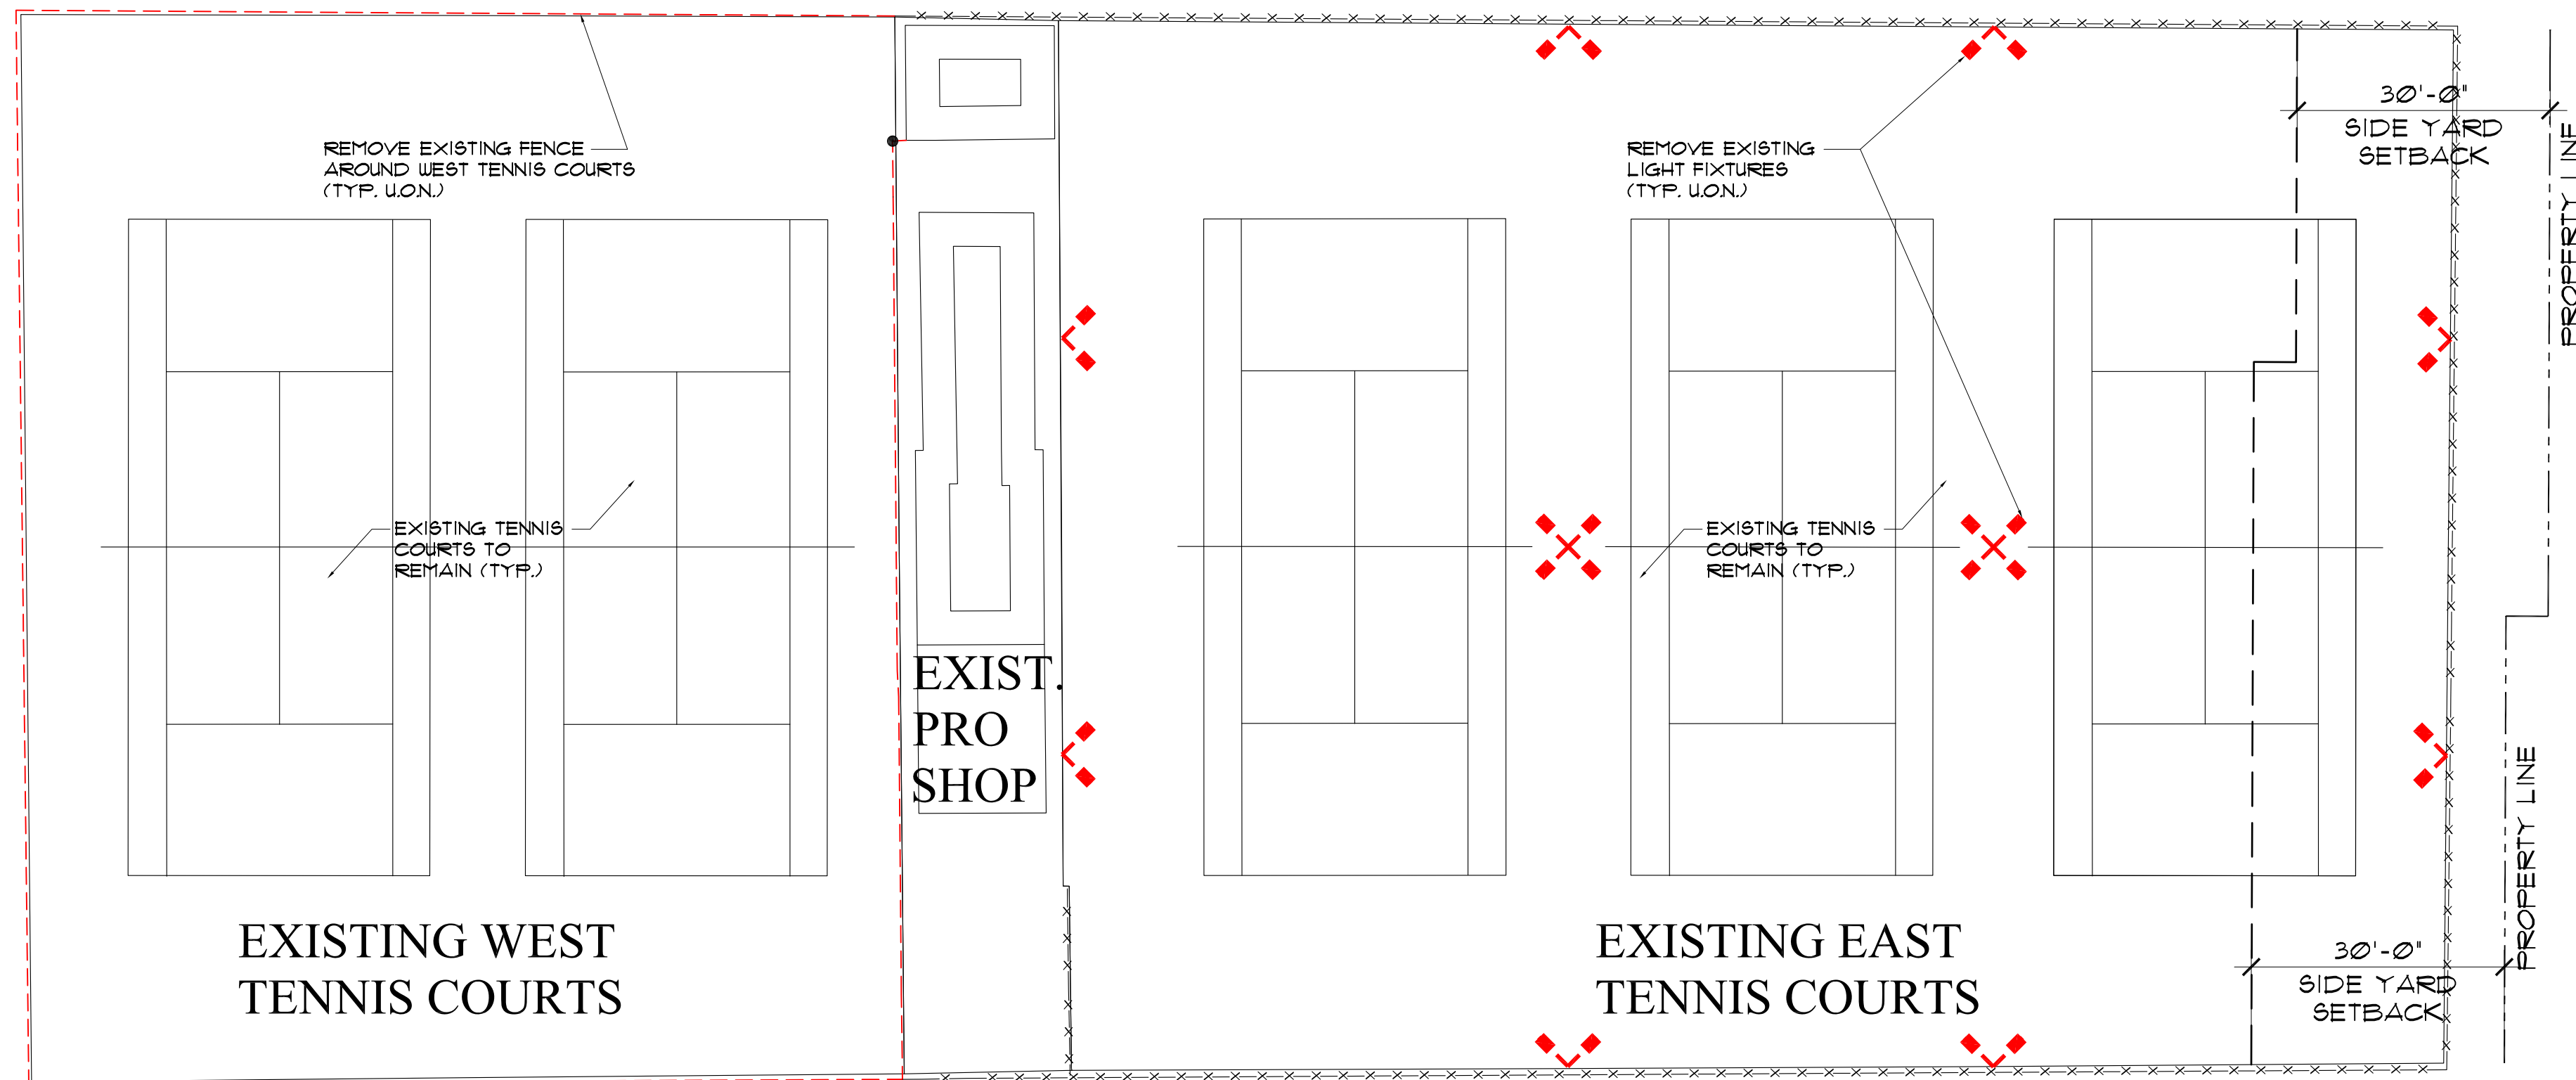 REMOVE EXISTING FENCE
AROUND WEST TENNIS COURTS
(TYP. U.O.N.)
REMOVE EXISTING
LIGHT FIXTURES
(TYP. U.O.N.)
30'-0"
SIDE YARD
SETBACK
PROPERTY LINE
EXISTING TENNIS
COURTS TO
REMAIN (TYP.)
EXISTING TENNIS
COURTS TO
REMAIN (TYP.)
EXIST.
PRO
SHOP
EXISTING WEST
TENNIS COURTS
EXISTING EAST
TENNIS COURTS
PROPERTY LINE
30'-0"
SIDE YARD
SETBACK